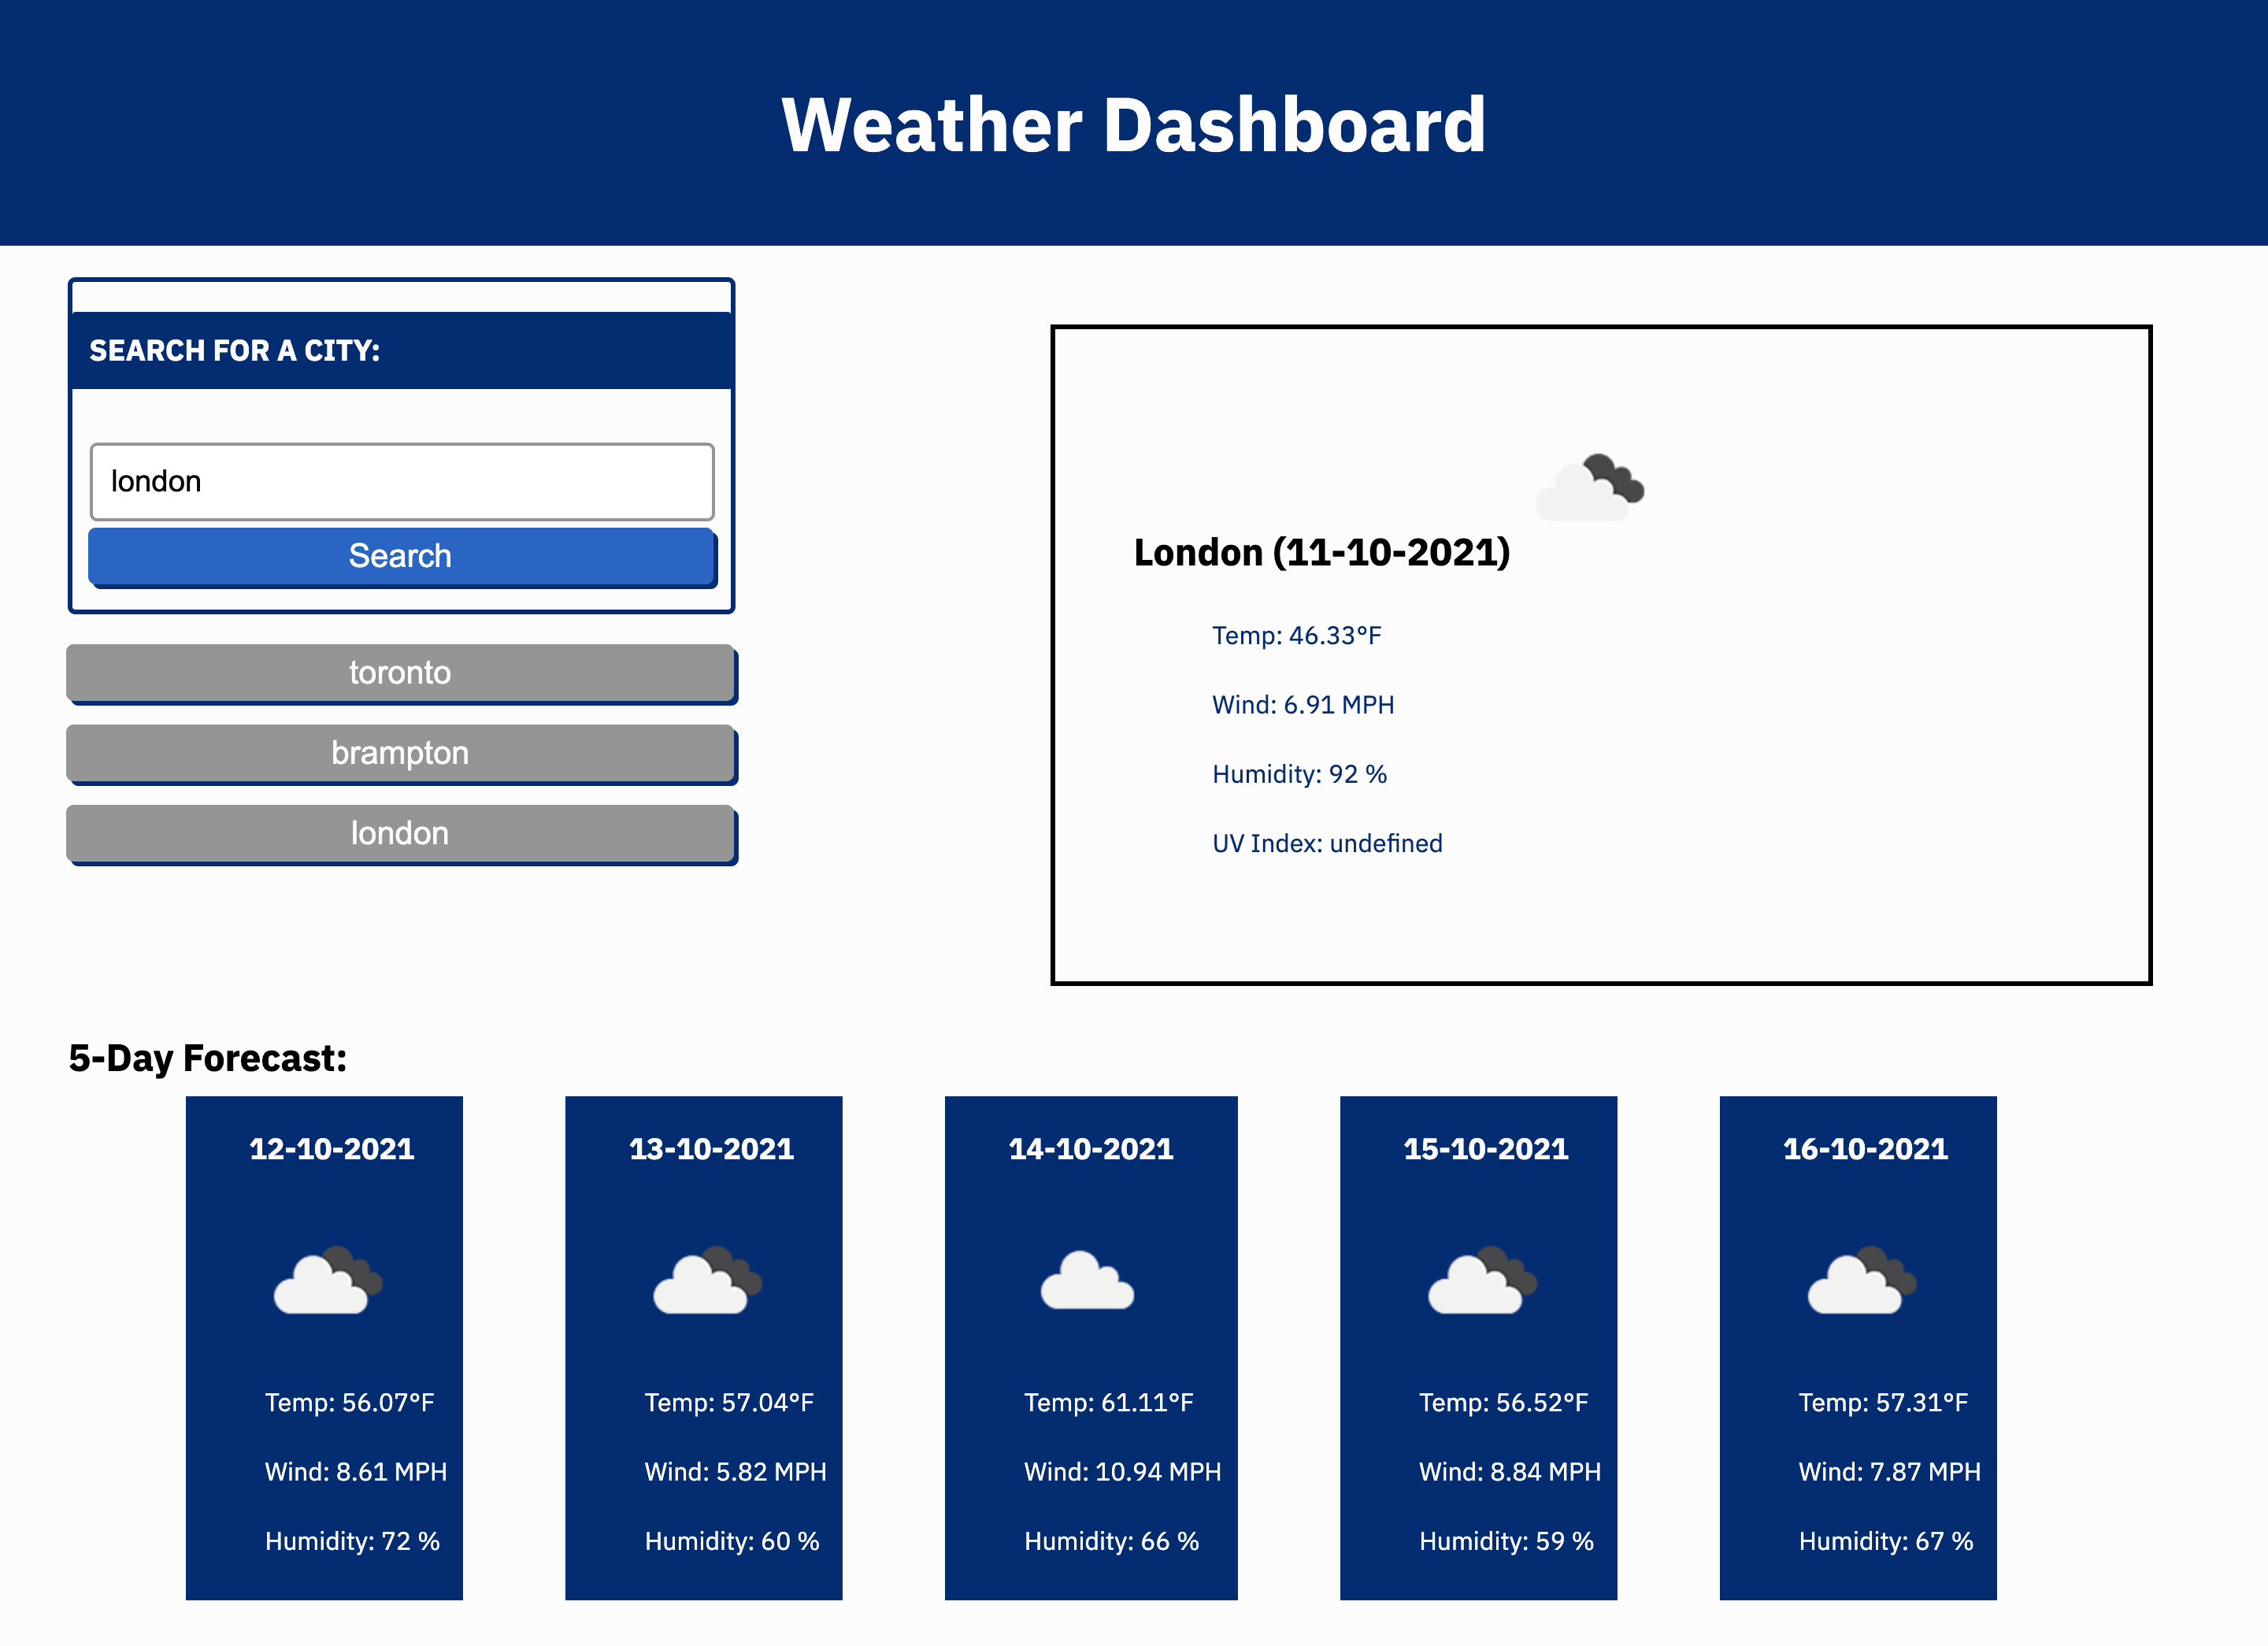 Weather Dashboard
SEARCH FOR A CITY:
london
Search
toronto
brampton
london
London (11-10-2021)
Temp: 46.33°F
Wind: 6.91 MPH
Humidity: 92 %
UV Index: undefined
5-Day Forecast:
12-10-2021
Temp: 56.07°F
Wind: 8.61 MPH
Humidity: 72 %
13-10-2021
Temp: 57.04°F
Wind: 5.82 MPH
Humidity: 60 %
14-10-2021
Temp: 61.11°F
Wind: 10.94 MPH
Humidity: 66 %
15-10-2021
Temp: 56.52°F
Wind: 8.84 MPH
Humidity: 59 %
16-10-2021
Temp: 57.31°F
Wind: 7.87 MPH
Humidity: 67 %